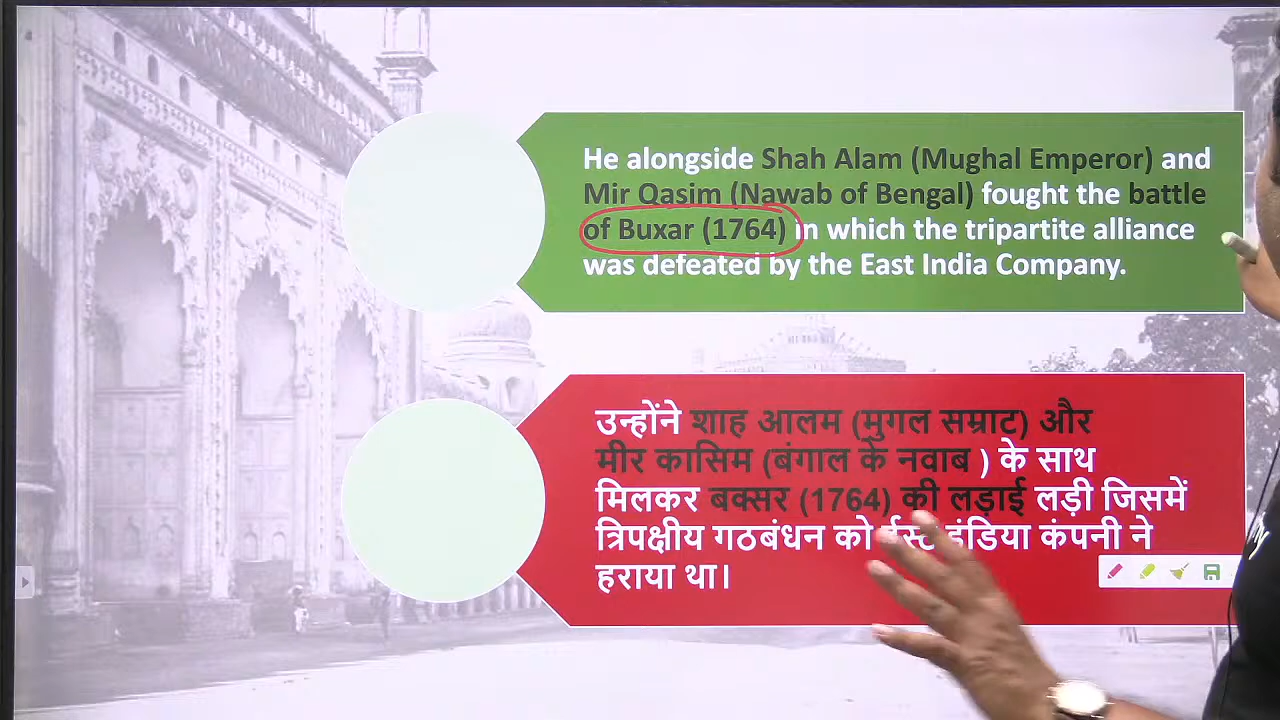 He alongside Shah Alam (Mughal Emperor) and
Mir Qasim (Nawab of Bengal) fought the battle
of Buxar (1764) in which the tripartite alliance
was defeated by the East India Company.
उन्होंने शाह आलम (मुगल सम्राट) और
मीर कासिम (बंगाल के नवाब ) के साथ
मिलकर बक्सर (1764) की लड़ाई लड़ी जिसमें
त्रिपक्षीय गठबंधन को ईस्ट इंडिया कंपनी ने
हराया था।